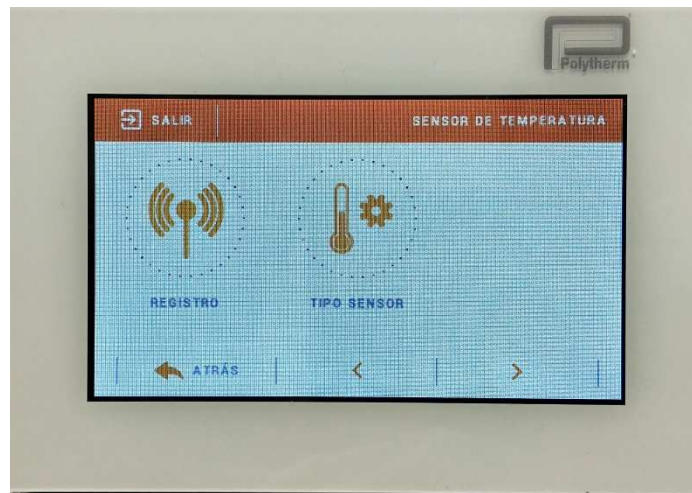 Polytherm
SALIR
SENSOR DE TEMPERATURA
REGISTRO
TIPO SENSOR
ATRÁS